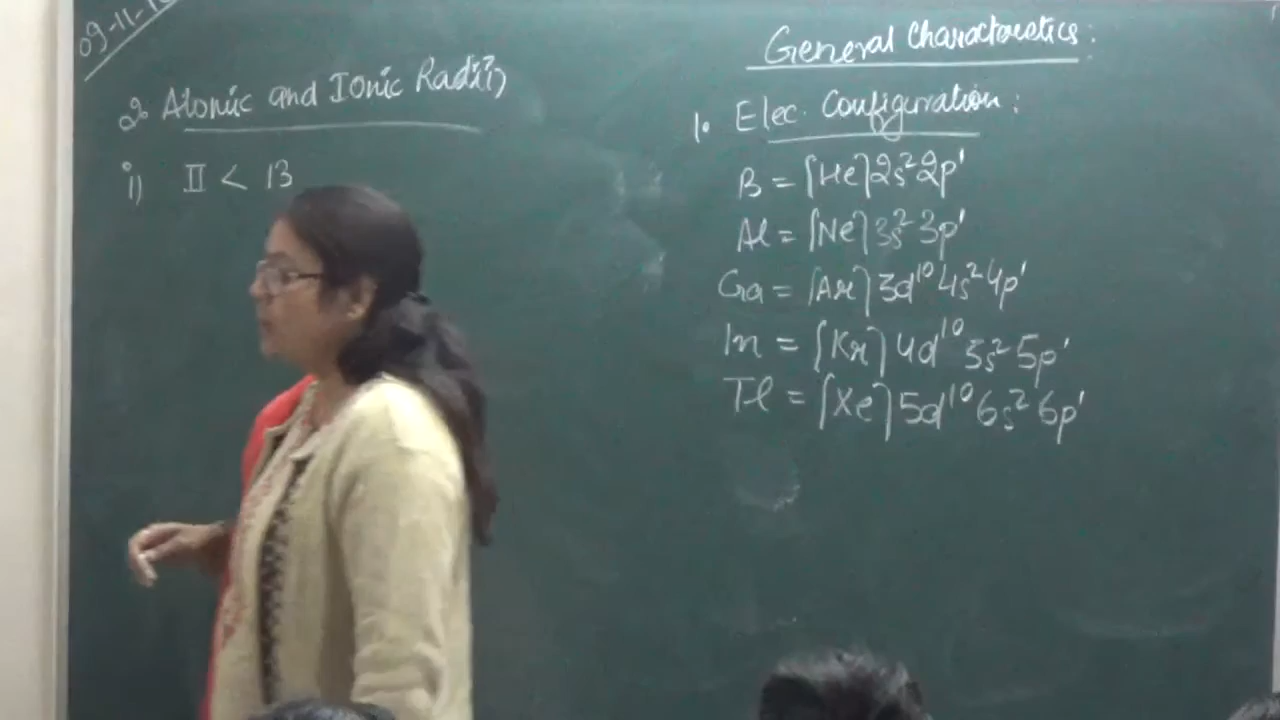 09-11-
2. Atomic and Ionic Radii)
i) II < 13
General Characteristics:
1. Elec. Configuration:
B = [He] 2s² 2p¹
Al = [Ne] 3s² 3p¹
Ga = [Ar] 3d¹⁰ 4s² 4p¹
In = [Kr] 4d¹⁰ 5s² 5p¹
Tl = [Xe] 5d¹⁰ 6s² 6p¹